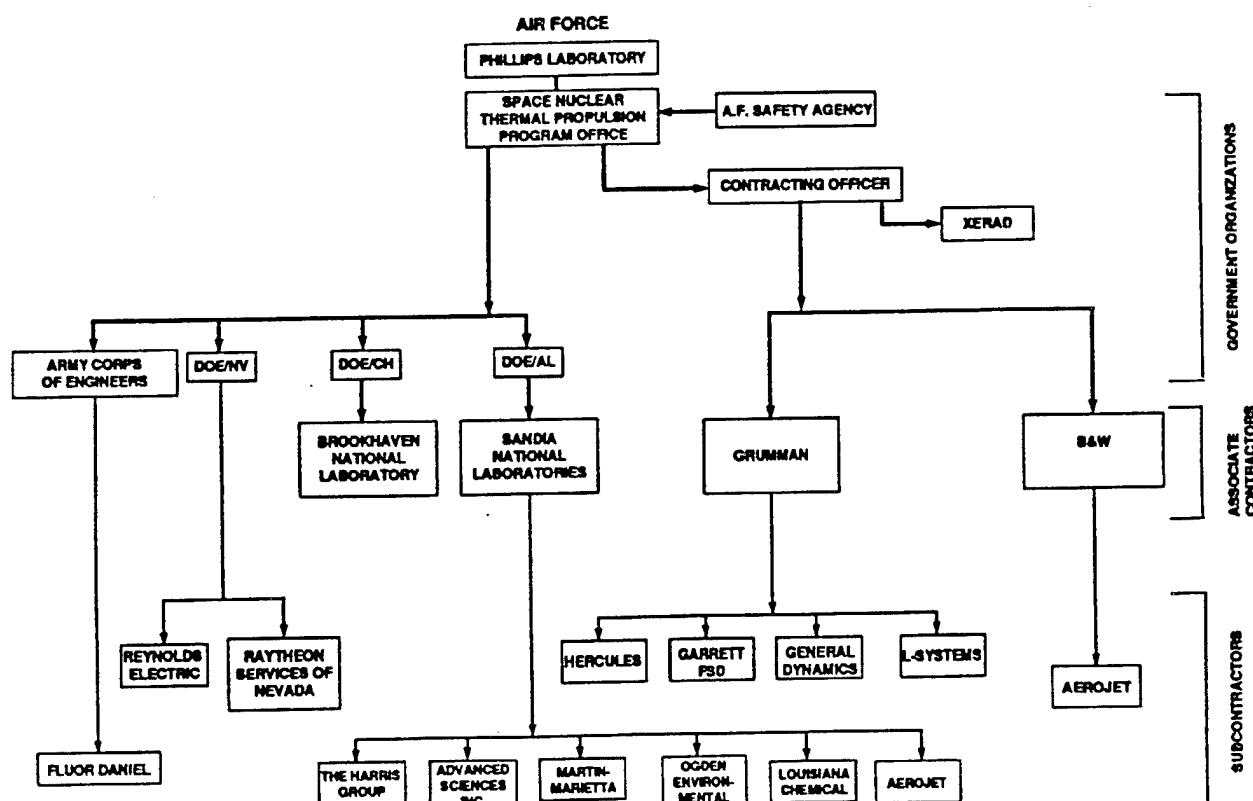 AIR FORCE
PHILLIPS LABORATORY
SPACE NUCLEAR
THERMAL PROPULSION
PROGRAM OFFICE
A.F. SAFETY AGENCY
CONTRACTING OFFICER
XERAD
GOVERNMENT ORGANIZATIONS
ARMY CORPS
OF ENGINEERS
DOE/NV
DOE/CH
DOE/AL
BROOKHAVEN
NATIONAL
LABORATORY
SANDIA
NATIONAL
LABORATORIES
GRUMMAN
B&W
ASSOCIATE
CONTRACTORS
REYNOLDS
ELECTRIC
RAYTHEON
SERVICES OF
NEVADA
HERCULES
GARRETT
FSD
GENERAL
DYNAMICS
L-SYSTEMS
AEROJET
SUBCONTRACTORS
FLUOR DANIEL
THE HARRIS
GROUP
ADVANCED
SCIENCES
INC
MARTIN-
MARIETTA
OGDEN
ENVIRON-
MENTAL
LOUISIANA
CHEMICAL
AEROJET